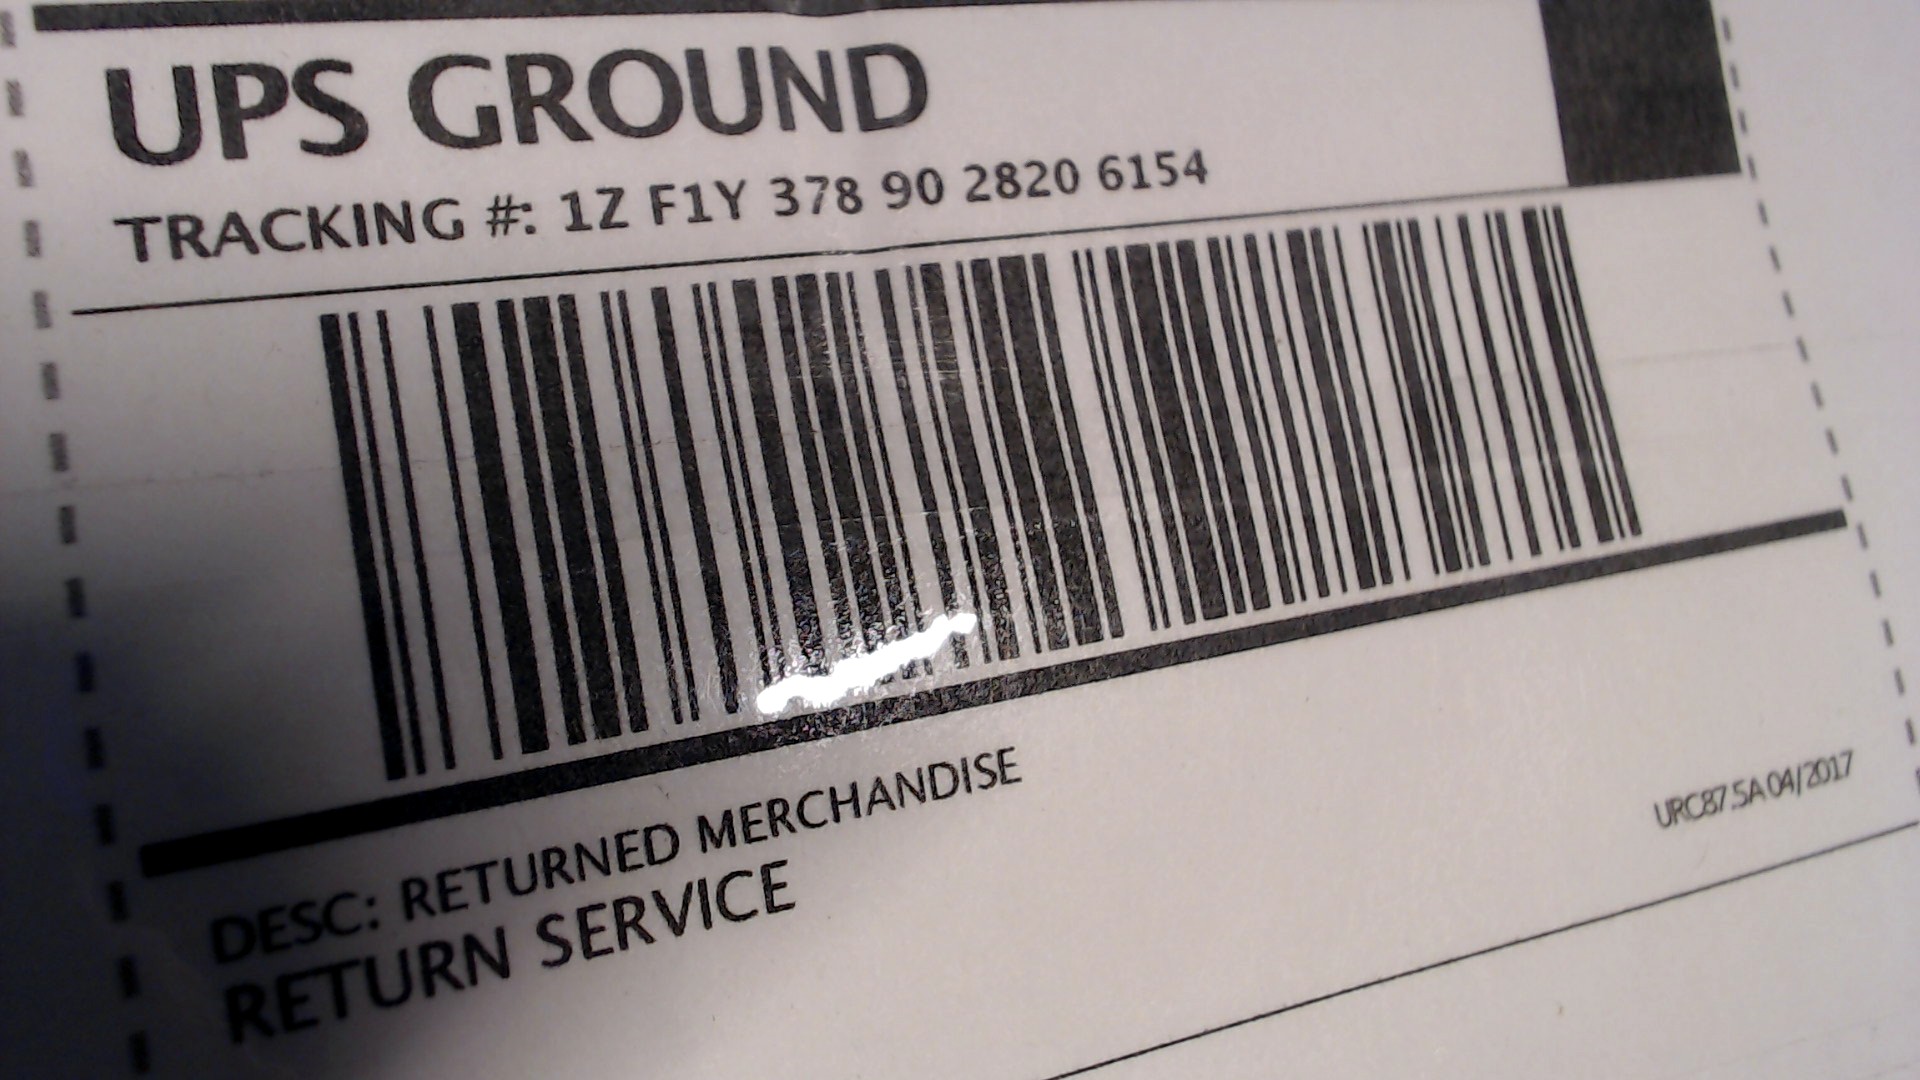 UPS GROUND
TRACKING #: 1Z F1Y 378 90 2820 6154
DESC: RETURNED MERCHANDISE
RETURN SERVICE
URC87.5A 04/2017